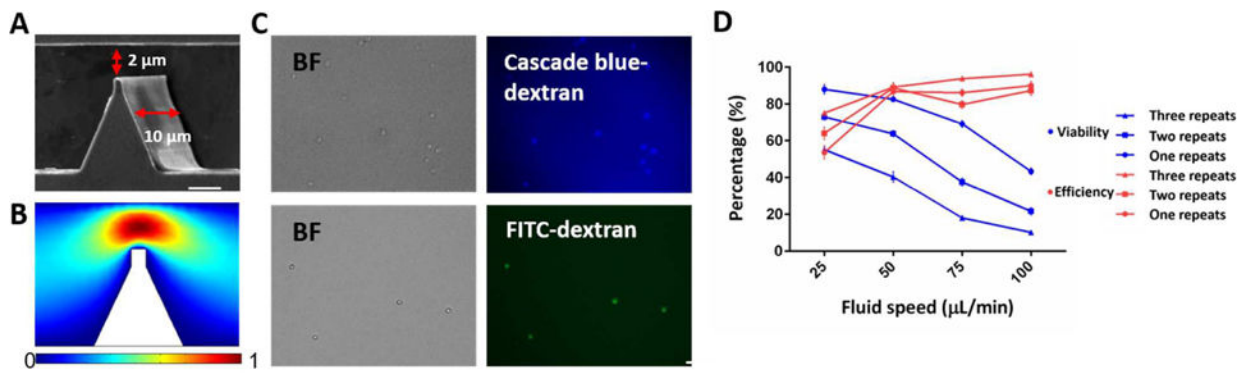 A
2 μm
10 μm
B
0
1
C
BF
Cascade blue-
dextran
BF
FITC-dextran
D
Percentage (%)
100
80
60
40
20
0
25
50
75
100
Fluid speed (μL/min)
Viability
Three repeats
Two repeats
One repeats
Efficiency
Three repeats
Two repeats
One repeats